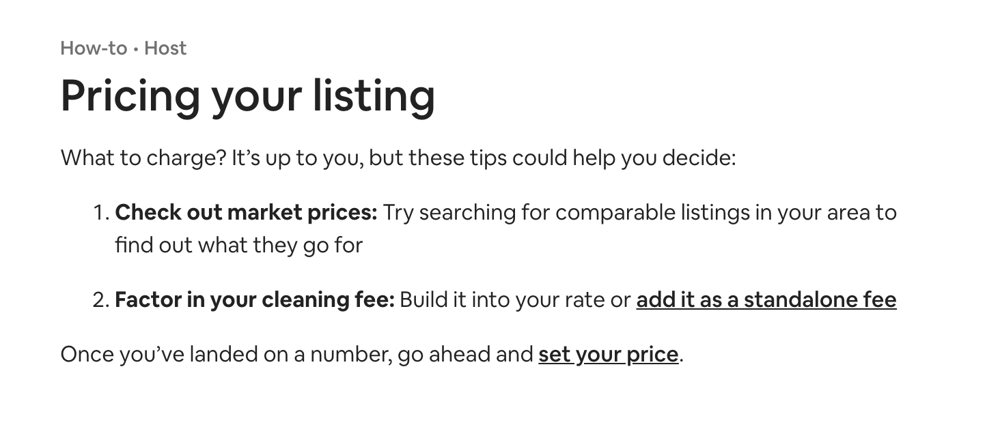 How-to • Host
Pricing your listing
What to charge? It’s up to you, but these tips could help you decide:
1. Check out market prices: Try searching for comparable listings in your area to
find out what they go for
2. Factor in your cleaning fee: Build it into your rate or add it as a standalone fee
Once you’ve landed on a number, go ahead and set your price.